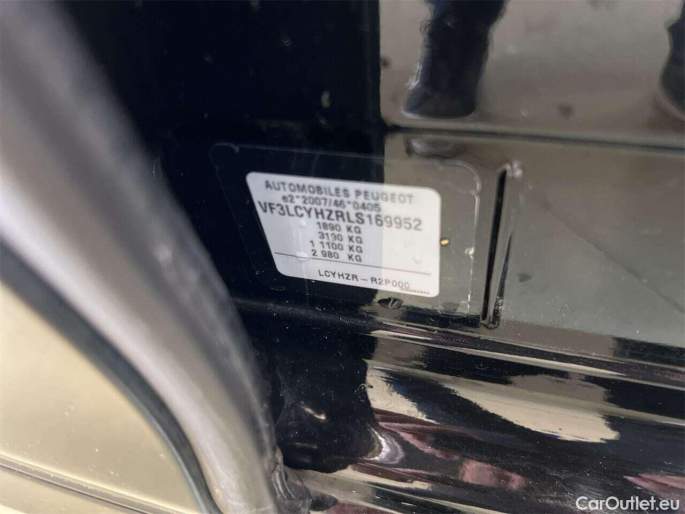 AUTOMOBILES PEUGEOT
e2*2007/46*0405
VF3LCYHZRLS169952
1890 KG
3190 KG
1 1100 KG
2 980 KG
LCYHZR - R2P000
CarOutlet.eu